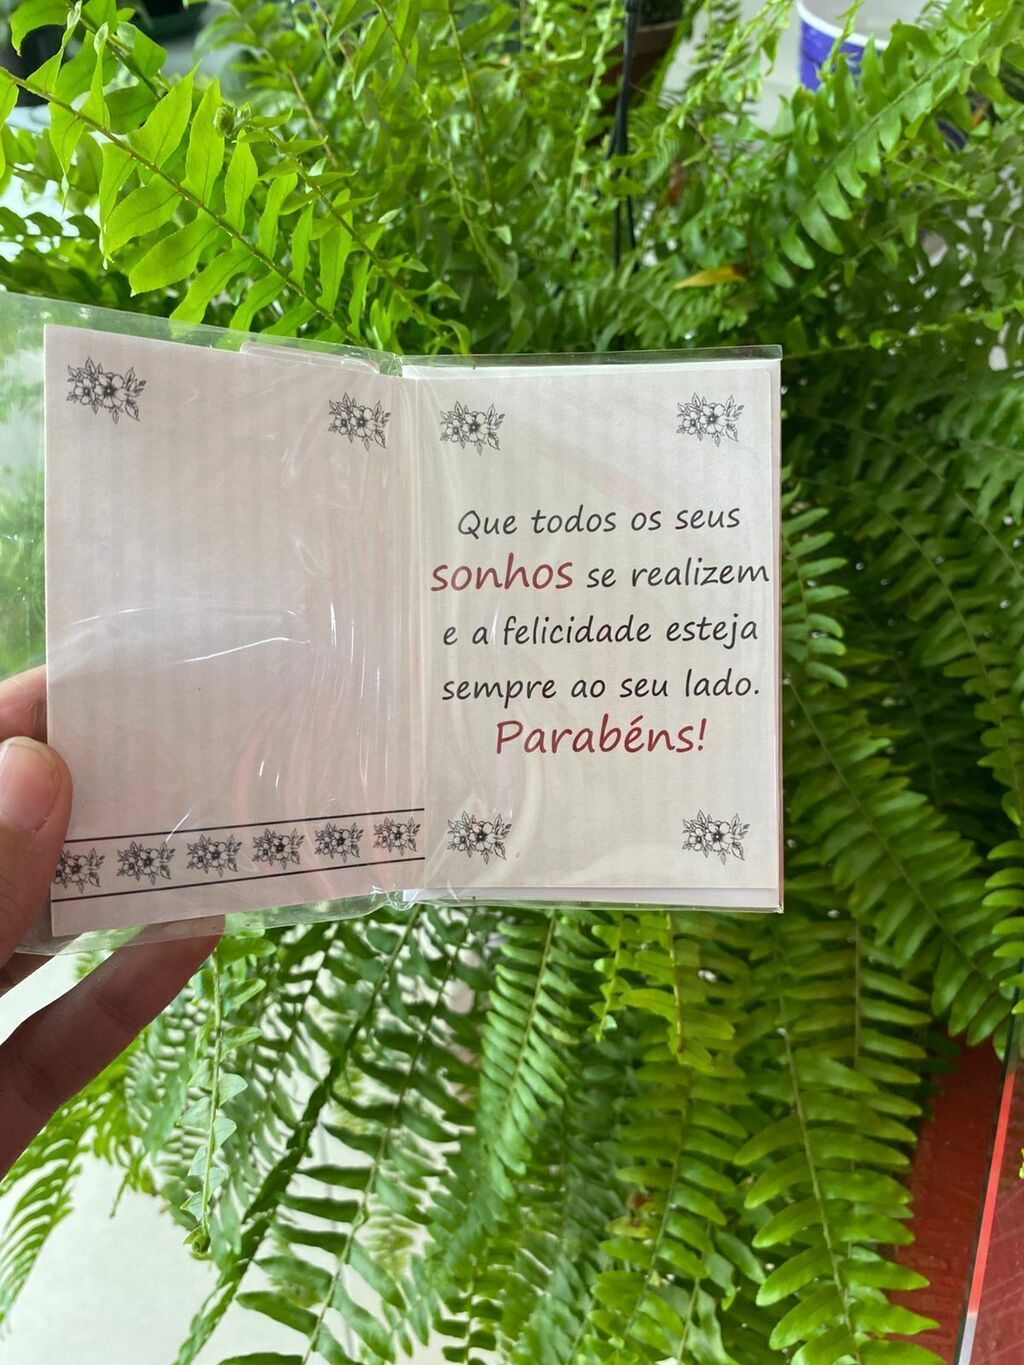 Que todos os seus
sonhos se realizem
e a felicidade esteja
sempre ao seu lado.
Parabéns!